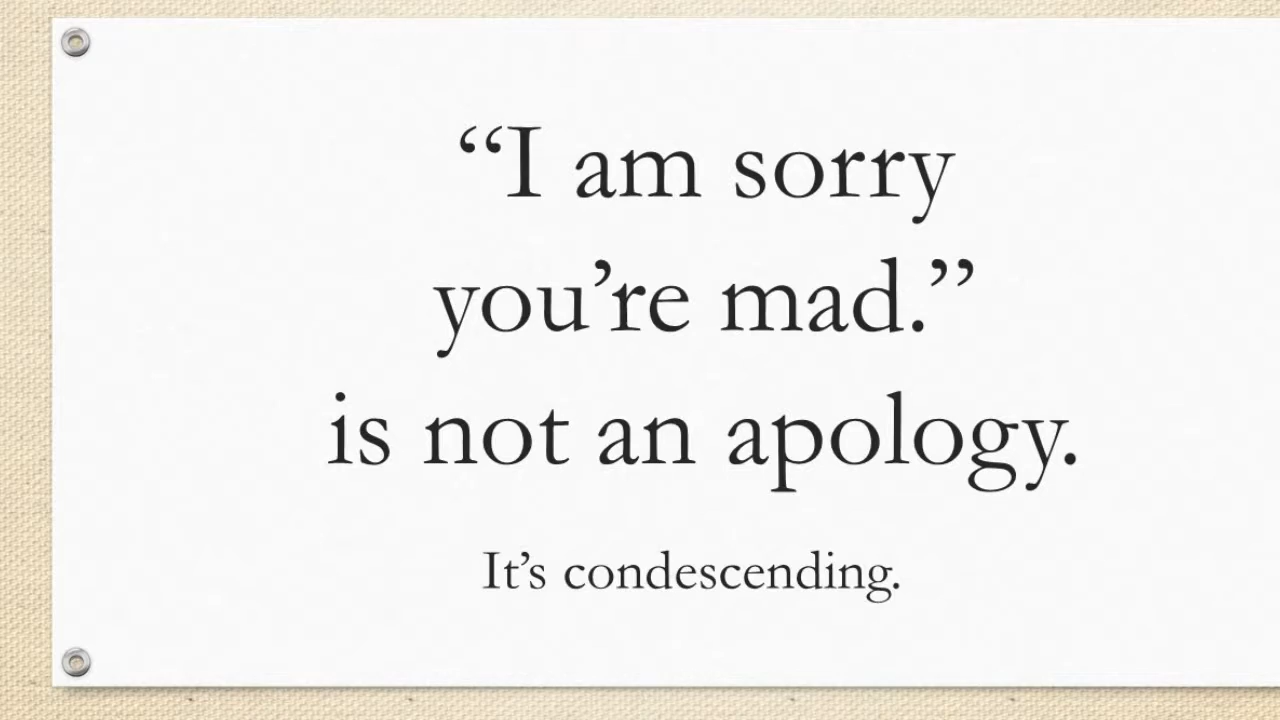 “I am sorry
you’re mad.”
is not an apology.
It’s condescending.